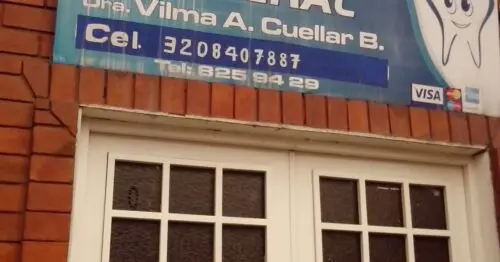 Dra. Vilma A. Cuellar B.
Cel. 3208407887
Tel: 825 94 29
VISA